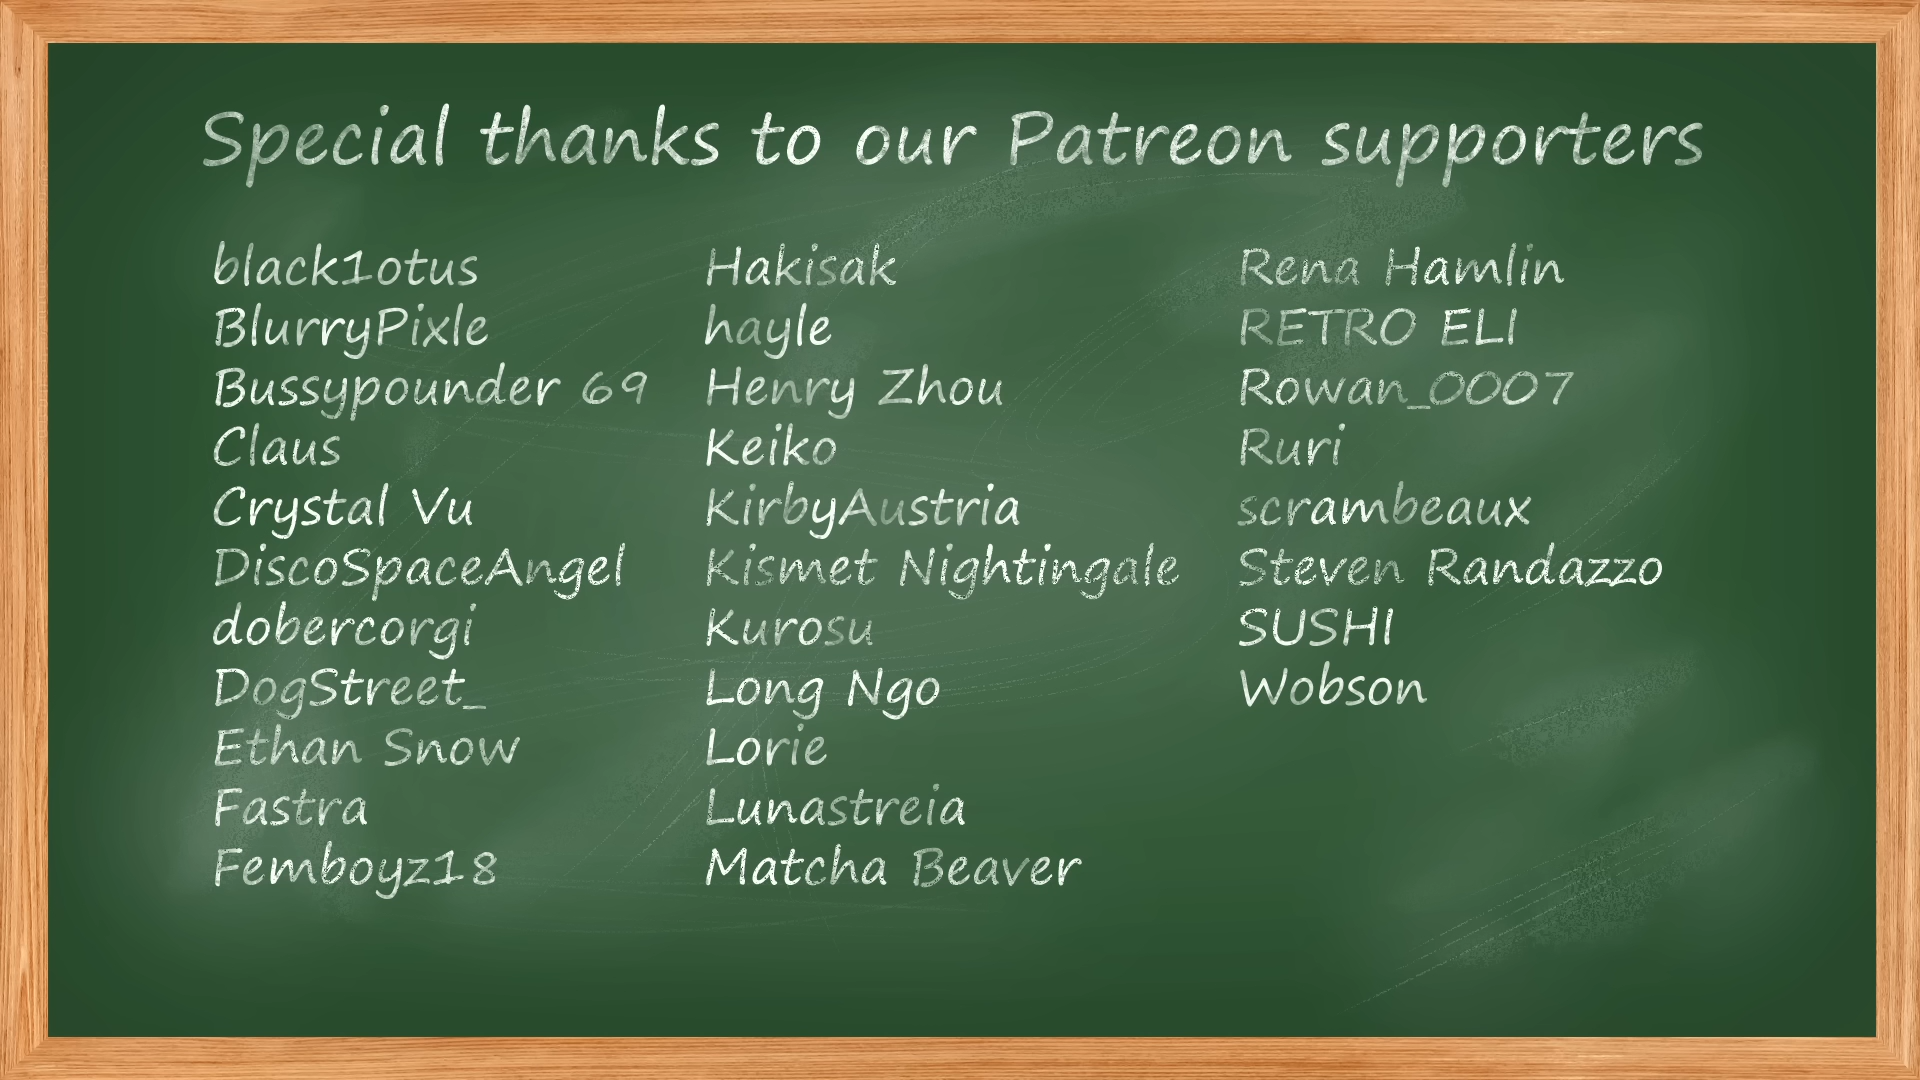 Special thanks to our Patreon supporters
black1otus
BlurryPixle
Bussypounder 69
Claus
Crystal Vu
DiscoSpaceAngel
dobercorgi
DogStreet_
Ethan Snow
Fastra
Femboyz18
Hakisak
hayle
Henry Zhou
Keiko
KirbyAustria
Kismet Nightingale
Kurosu
Long Ngo
Lorie
Lunastreia
Matcha Beaver
Rena Hamlin
RETRO ELI
Rowan_0007
Ruri
scrambeaux
Steven Randazzo
SUSHI
Wobson